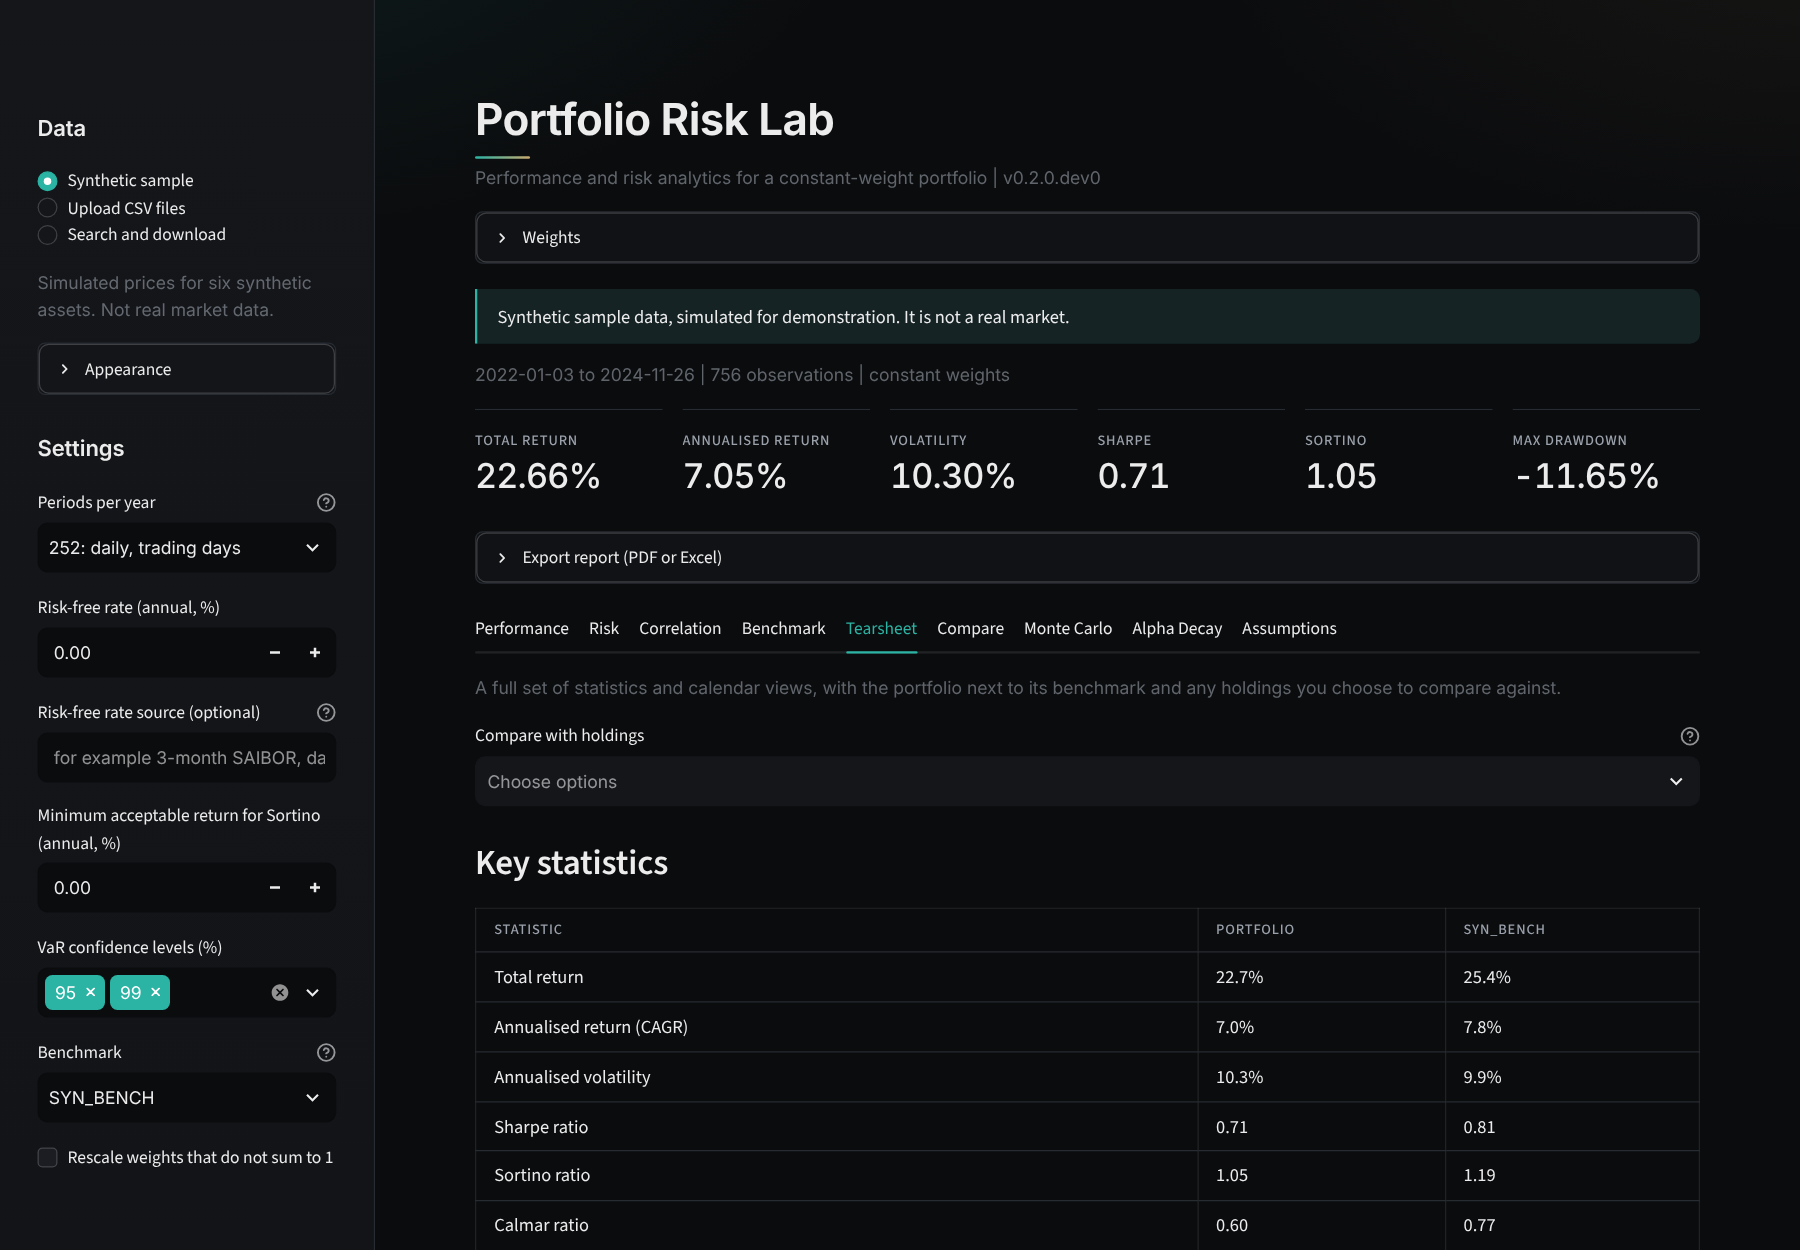 Data
Synthetic sample
Upload CSV files
Search and download
Simulated prices for six synthetic
assets. Not real market data.
Appearance
Settings
Periods per year
252: daily, trading days
Risk-free rate (annual, %)
0.00
Risk-free rate source (optional)
for example 3-month SAIBOR, da
Minimum acceptable return for Sortino
(annual, %)
0.00
VaR confidence levels (%)
95 99
Benchmark
SYN_BENCH
Rescale weights that do not sum to 1
Portfolio Risk Lab
Performance and risk analytics for a constant-weight portfolio | v0.2.0.dev0
Weights
Synthetic sample data, simulated for demonstration. It is not a real market.
2022-01-03 to 2024-11-26 | 756 observations | constant weights
TOTAL RETURN ANNUALISED RETURN VOLATILITY SHARPE SORTINO MAX DRAWDOWN
22.66% 7.05% 10.30% 0.71 1.05 -11.65%
Export report (PDF or Excel)
Performance Risk Correlation Benchmark Tearsheet Compare Monte Carlo Alpha Decay Assumptions
A full set of statistics and calendar views, with the portfolio next to its benchmark and any holdings you choose to compare against.
Compare with holdings
Choose options
Key statistics
STATISTIC PORTFOLIO SYN_BENCH
Total return 22.7% 25.4%
Annualised return (CAGR) 7.0% 7.8%
Annualised volatility 10.3% 9.9%
Sharpe ratio 0.71 0.81
Sortino ratio 1.05 1.19
Calmar ratio 0.60 0.77